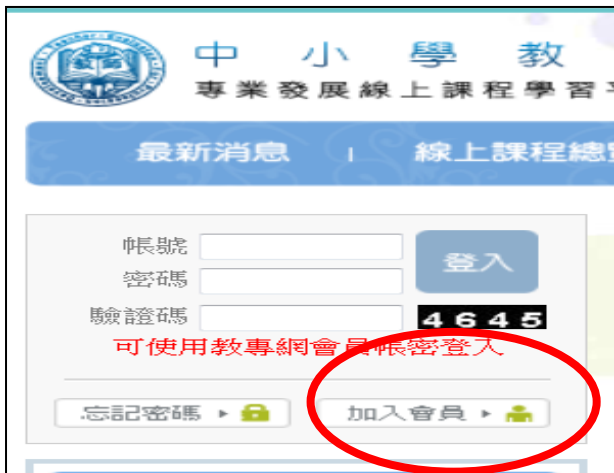 中 小 學 教
專業發展線上課程學習
最新消息 | 線上課程總覽
帳號
登入
密碼
驗證碼
4645
可使用教專網會員帳密登入
忘記密碼
加入會員